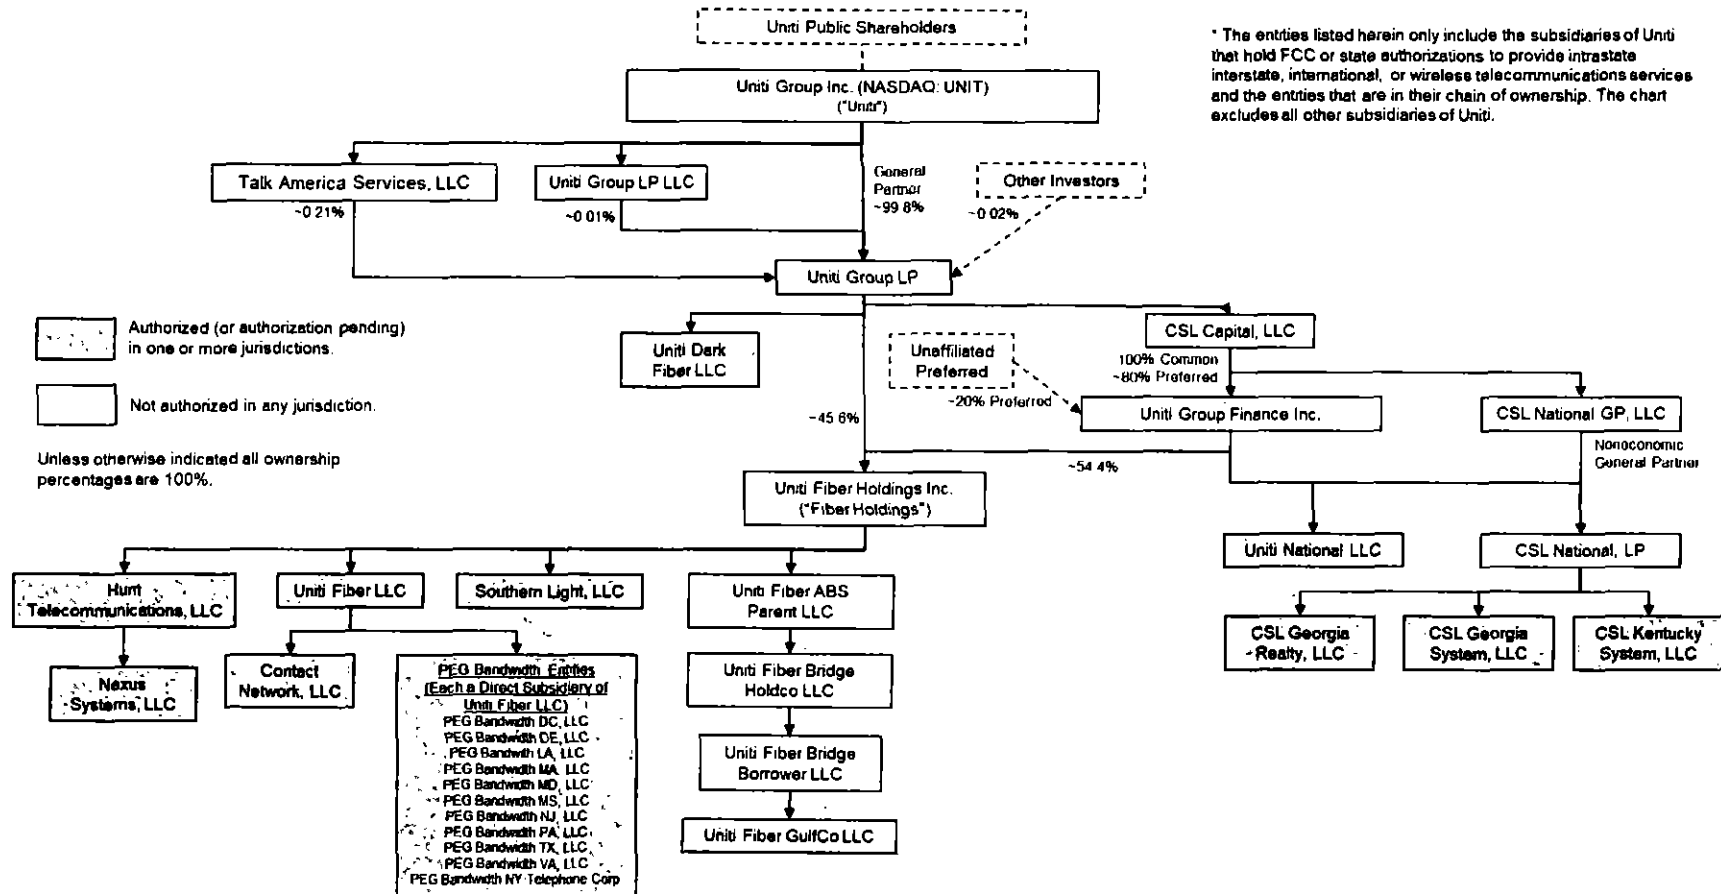 Uniti Public Shareholders
* The entities listed herein only include the subsidiaries of Uniti
that hold FCC or state authorizations to provide intrastate
interstate, international, or wireless telecommunications services
and the entities that are in their chain of ownership. The chart
excludes all other subsidiaries of Uniti.
Uniti Group Inc. (NASDAQ: UNIT)
("Uniti")
Talk America Services, LLC
Uniti Group LP LLC
General
Partner
~99.8%
Other Investors
~0.21%
~0.01%
~0.02%
Uniti Group LP
Authorized (or authorization pending)
in one or more jurisdictions.
Not authorized in any jurisdiction.
Unless otherwise indicated all ownership
percentages are 100%.
Uniti Dark
Fiber LLC
Unaffiliated
Preferred
CSL Capital, LLC
100% Common
~80% Preferred
~20% Preferred
Uniti Group Finance Inc.
CSL National GP, LLC
~45.6%
~54.4%
Noneconomic
General Partner
Uniti Fiber Holdings Inc.
("Fiber Holdings")
Uniti National LLC
CSL National, LP
Hunt
Telecommunications, LLC
Uniti Fiber LLC
Southern Light, LLC
Uniti Fiber ABS
Parent LLC
CSL Georgia
Realty, LLC
CSL Georgia
System, LLC
CSL Kentucky
System, LLC
Nexus
Systems, LLC
Contact
Network, LLC
PEG Bandwidth Entities
(Each a Direct Subsidiary of
Uniti Fiber LLC)
PEG Bandwidth DC, LLC
PEG Bandwidth DE, LLC
PEG Bandwith LA, LLC
PEG Bandwidth MA, LLC
PEG Bandwidth MD, LLC
PEG Bandwidth MS, LLC
PEG Bandwidth NJ, LLC
PEG Bandwidth PA, LLC
PEG Bandwidth TX, LLC
PEG Bandwidth VA, LLC
PEG Bandwidth NY Telephone Corp
Uniti Fiber Bridge
Holdco LLC
Uniti Fiber Bridge
Borrower LLC
Uniti Fiber GulfCo LLC